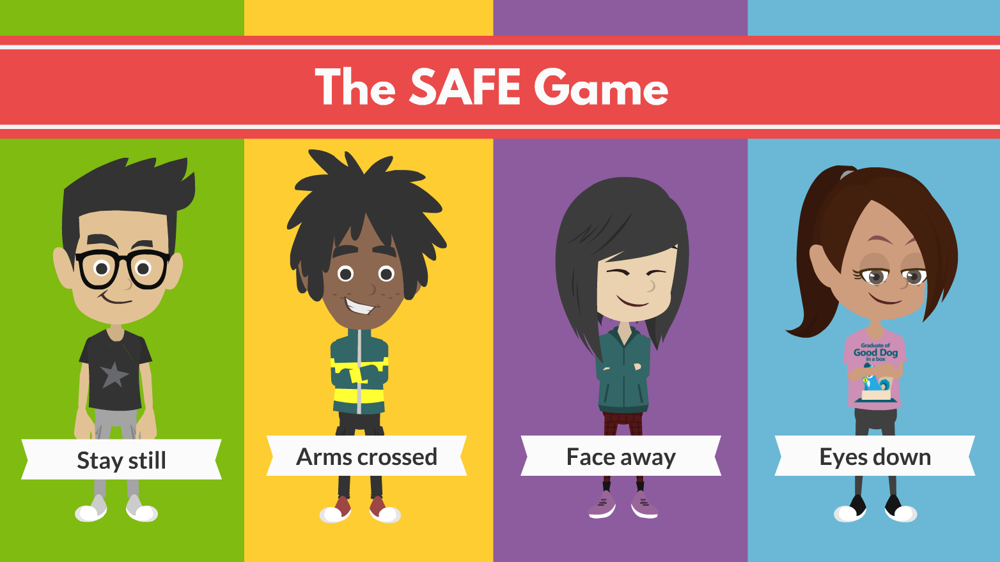 The SAFE Game
Graduate of
Good Dog
in a box
Stay still
Arms crossed
Face away
Eyes down